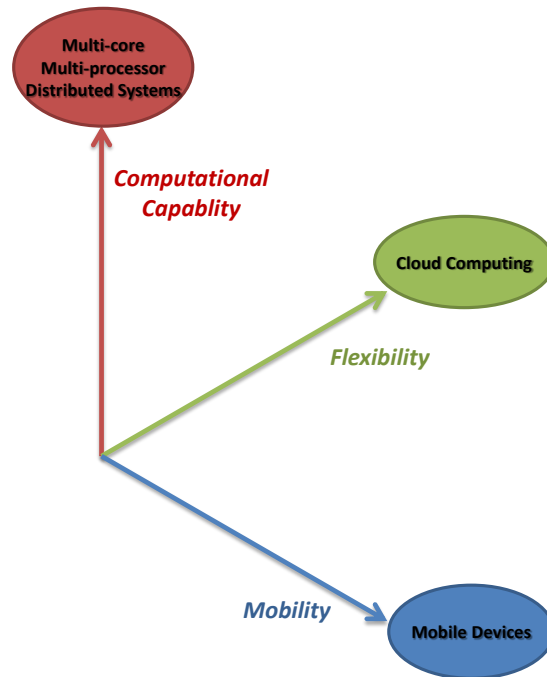 Multi-core
Multi-processor
Distributed Systems
Computational
Capablity
Cloud Computing
Flexibility
Mobility
Mobile Devices